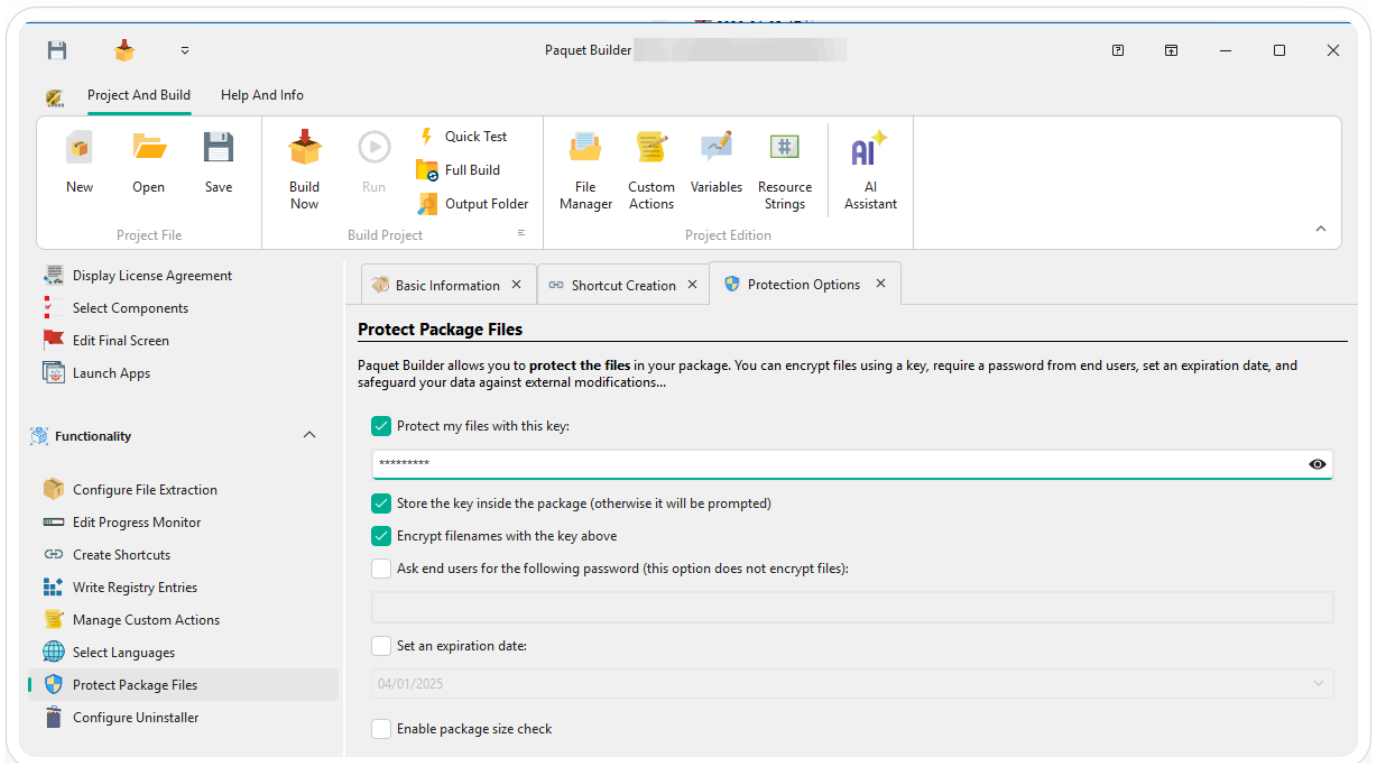 Paquet Builder
Project And Build
Help And Info
New
Open
Save
Project File
Build
Now
Run
Quick Test
Full Build
Output Folder
Build Project
File
Manager
Custom
Actions
Variables
Resource
Strings
AI
AI
Assistant
Project Edition
Display License Agreement
Select Components
Edit Final Screen
Launch Apps
Functionality
Configure File Extraction
Edit Progress Monitor
Create Shortcuts
Write Registry Entries
Manage Custom Actions
Select Languages
Protect Package Files
Configure Uninstaller
Basic Information
Shortcut Creation
Protection Options
Protect Package Files
Paquet Builder allows you to protect the files in your package. You can encrypt files using a key, require a password from end users, set an expiration date, and
safeguard your data against external modifications...
Protect my files with this key:
*********
Store the key inside the package (otherwise it will be prompted)
Encrypt filenames with the key above
Ask end users for the following password (this option does not encrypt files):
Set an expiration date:
04/01/2025
Enable package size check